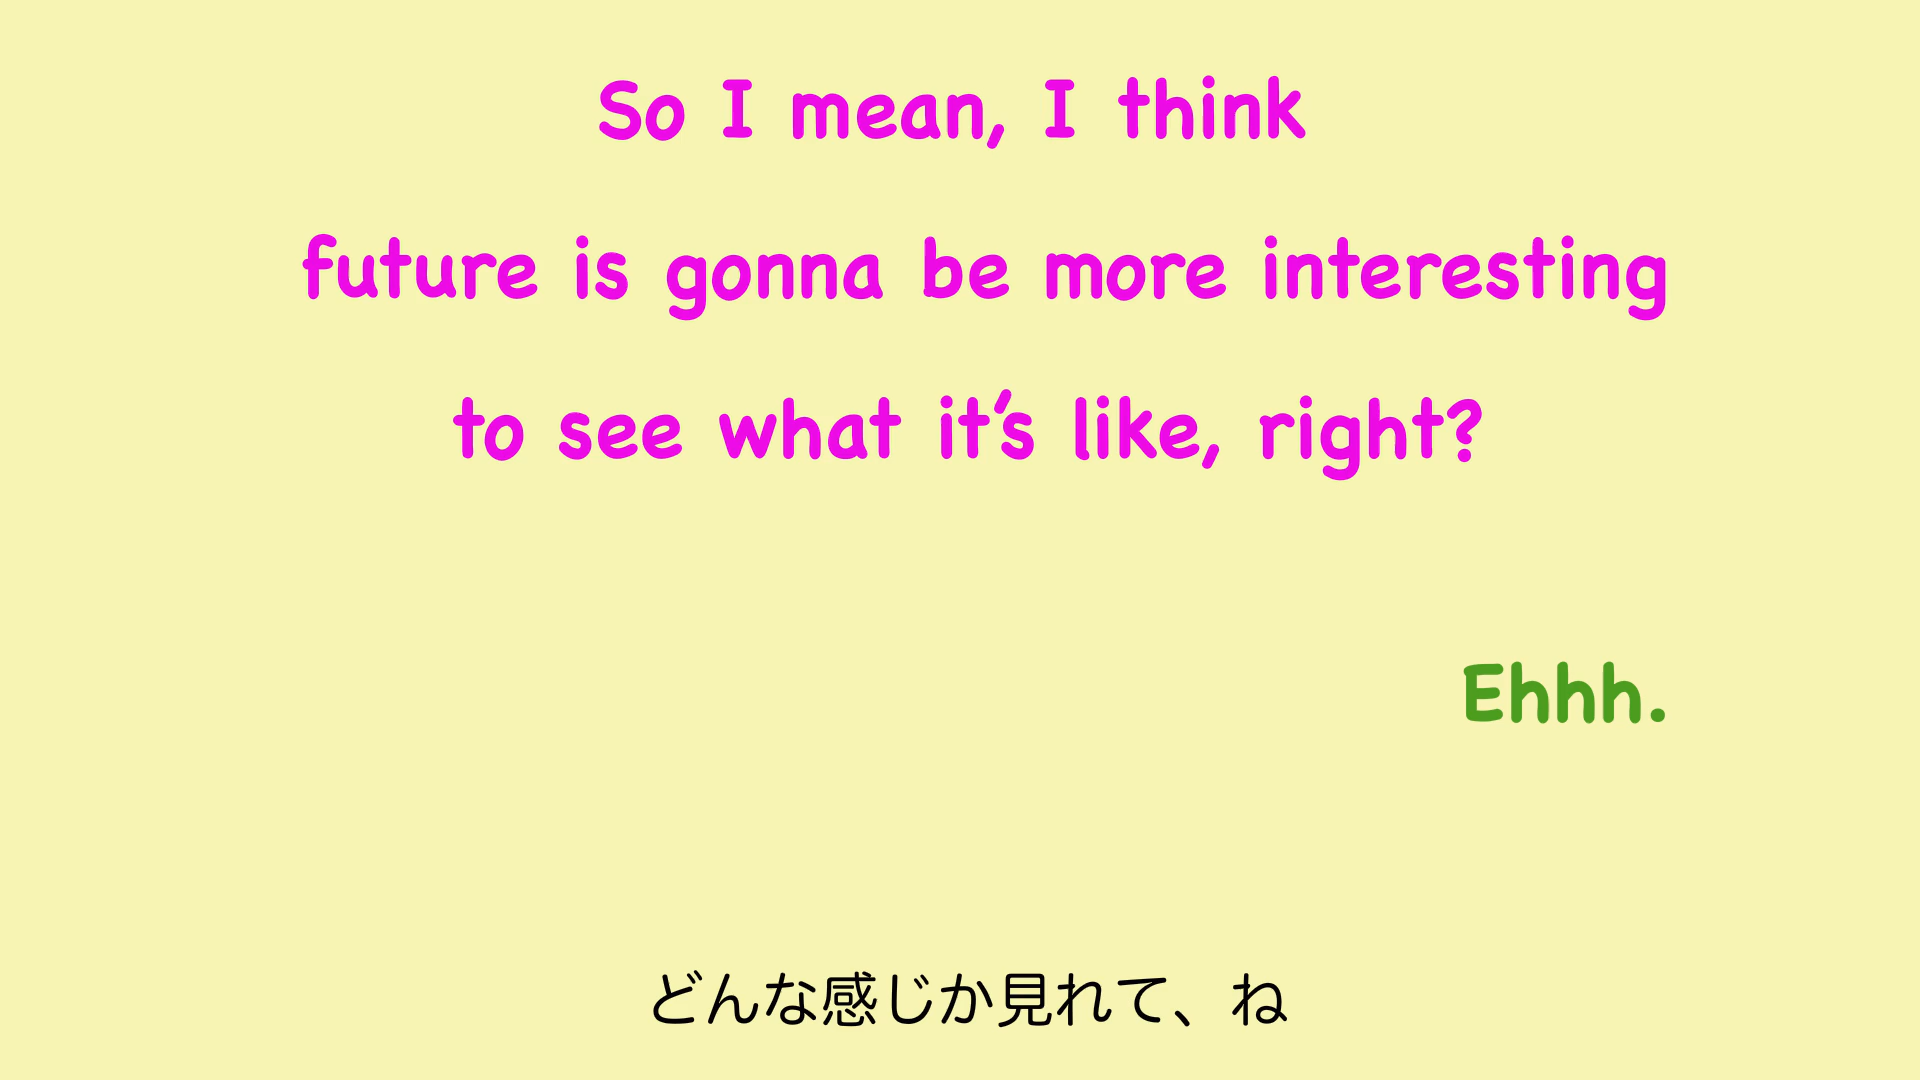 So I mean, I think
future is gonna be more interesting
to see what it's like, right?
Ehhh.
どんな感じか見れて、ね